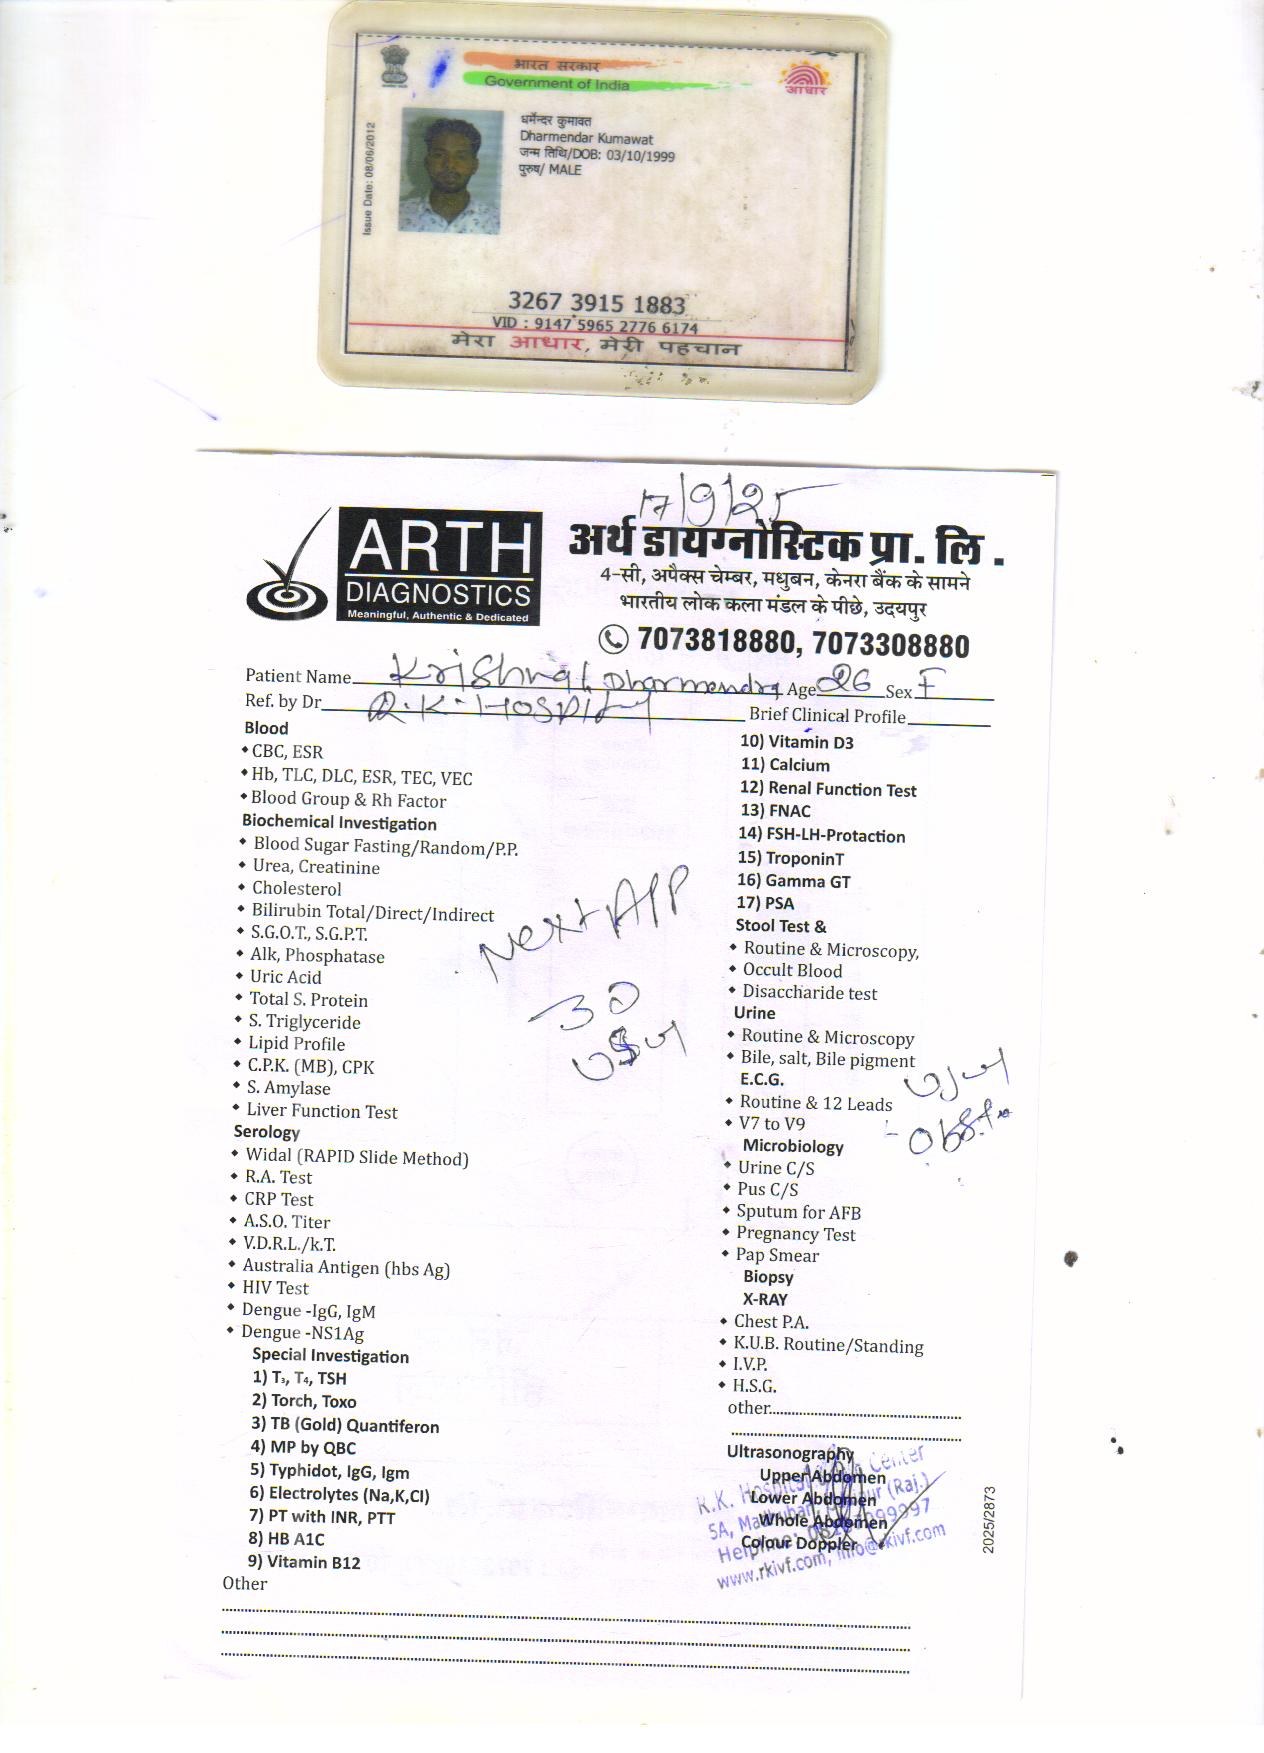 भारत सरकार
Government of India
आधार
Issue Date: 08/06/2012
धर्मेन्दर कुमावत
Dharmendar Kumawat
जन्म तिथि/DOB: 03/10/1999
पुरुष/ MALE
3267 3915 1883
VID : 9147 5965 2776 6174
मेरा आधार, मेरी पहचान
17/9/25
ARTH
DIAGNOSTICS
Meaningful, Authentic & Dedicated
अर्थ डायग्नोस्टिक प्रा. लि .
4-सी, अपैक्स चेम्बर, मधुबन, केनरा बैंक के सामने
भारतीय लोक कला मंडल के पीछे, उदयपुर
7073818880, 7073308880
Patient Name Krishna Dharmendra Age 26 Sex F
Ref. by Dr R.K. Hospital Brief Clinical Profile
Blood
CBC, ESR
Hb, TLC, DLC, ESR, TEC, VEC
Blood Group & Rh Factor
Biochemical Investigation
Blood Sugar Fasting/Random/P.P.
Urea, Creatinine
Cholesterol
Bilirubin Total/Direct/Indirect
S.G.O.T., S.G.P.T.
Alk, Phosphatase
Uric Acid
Total S. Protein
S. Triglyceride
Lipid Profile
C.P.K. (MB), CPK
S. Amylase
Liver Function Test
Serology
Widal (RAPID Slide Method)
R.A. Test
CRP Test
A.S.O. Titer
V.D.R.L./k.T.
Australia Antigen (hbs Ag)
HIV Test
Dengue -IgG, IgM
Dengue -NS1Ag
Special Investigation
1) T₃, T₄, TSH
2) Torch, Toxo
3) TB (Gold) Quantiferon
4) MP by QBC
5) Typhidot, IgG, Igm
6) Electrolytes (Na,K,Cl)
7) PT with INR, PTT
8) HB A1C
9) Vitamin B12
Other
Next App
30
10) Vitamin D3
11) Calcium
12) Renal Function Test
13) FNAC
14) FSH-LH-Protaction
15) TroponinT
16) Gamma GT
17) PSA
Stool Test &
Routine & Microscopy,
Occult Blood
Disaccharide test
Urine
Routine & Microscopy
Bile, salt, Bile pigment
E.C.G.
Routine & 12 Leads
V7 to V9
Microbiology
Urine C/S
Pus C/S
Sputum for AFB
Pregnancy Test
Pap Smear
Biopsy
X-RAY
Chest P.A.
K.U.B. Routine/Standing
I.V.P.
H.S.G.
other
Ultrasonography
Upper Abdomen
Lower Abdomen
Whole Abdomen
Colour Doppler
R.K. Hospital Center
5A, Madhuban, (Raj.)
Helpline:
www.rkivf.com, info@rkivf.com
2025/2873